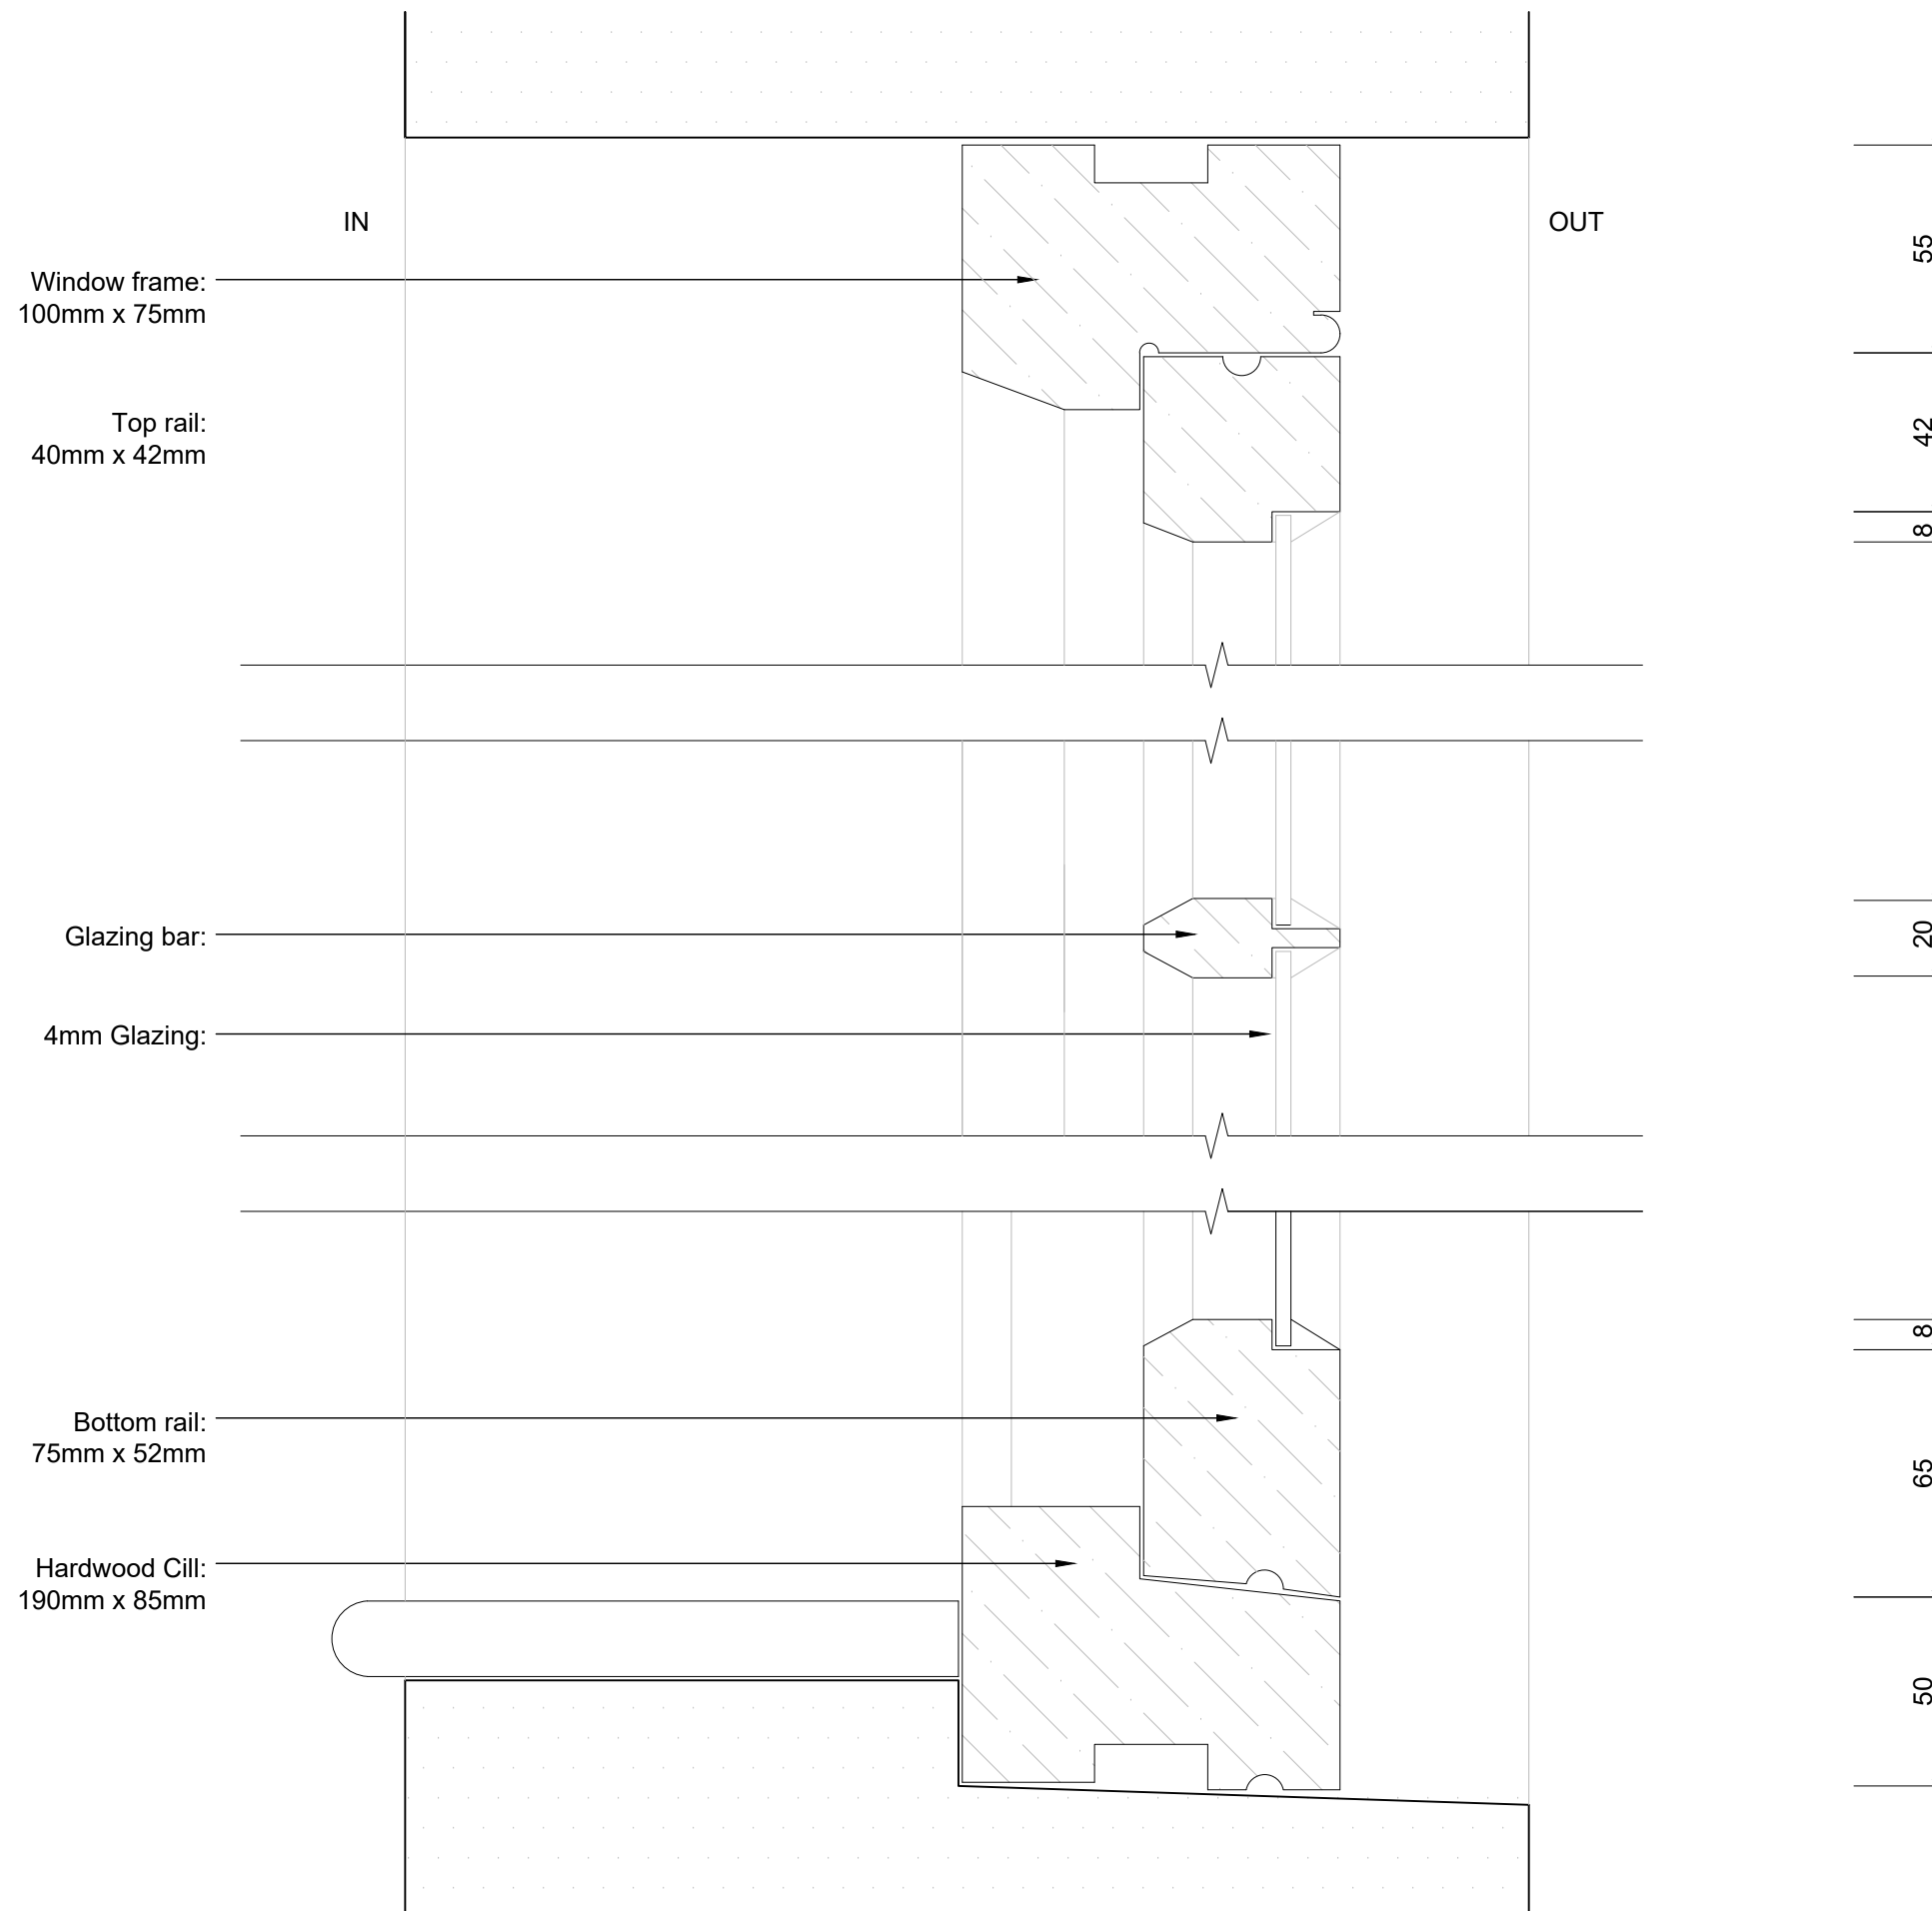 IN
OUT
Window frame:
100mm x 75mm
Top rail:
40mm x 42mm
Glazing bar:
4mm Glazing:
Bottom rail:
75mm x 52mm
Hardwood Cill:
190mm x 85mm
55
42
8
20
8
65
50